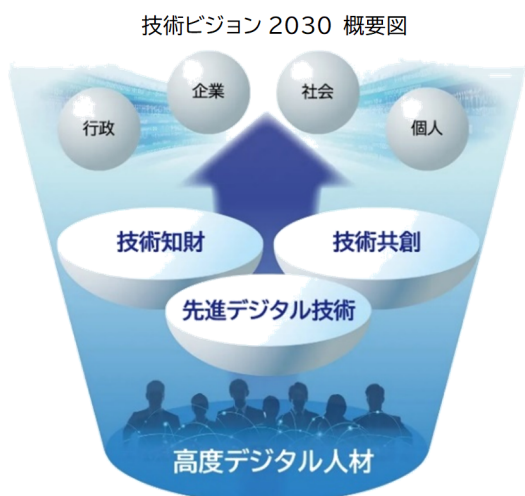 技術ビジョン 2030 概要図
企業
社会
行政
個人
技術知財
技術共創
先進デジタル技術
高度デジタル人材